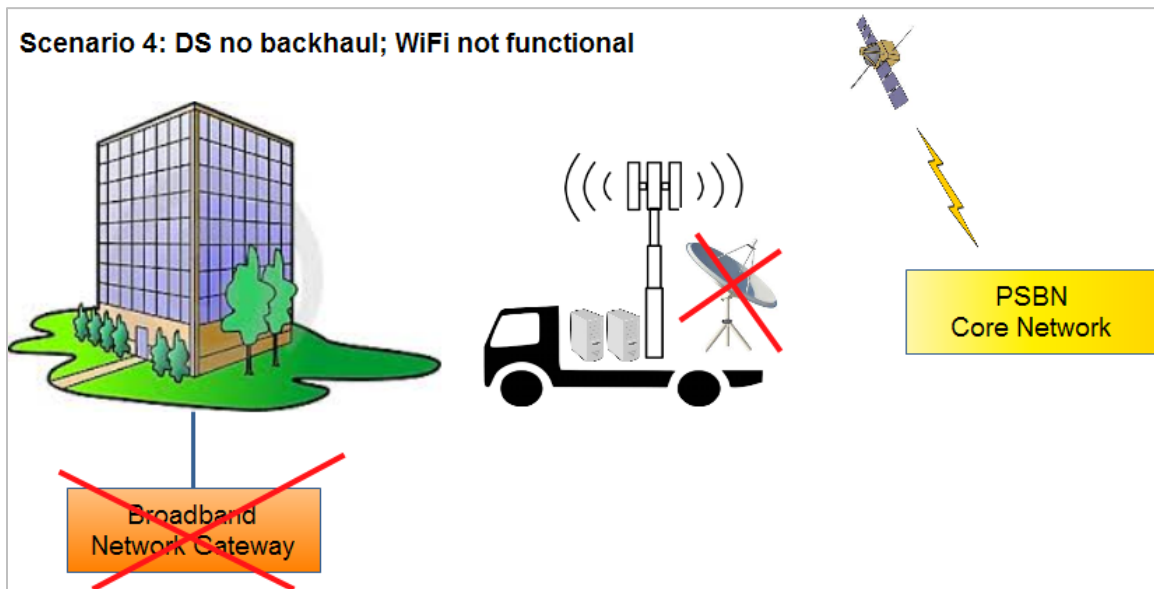 Scenario 4: DS no backhaul; WiFi not functional
PSBN
Core Network
Broadband
Network Gateway